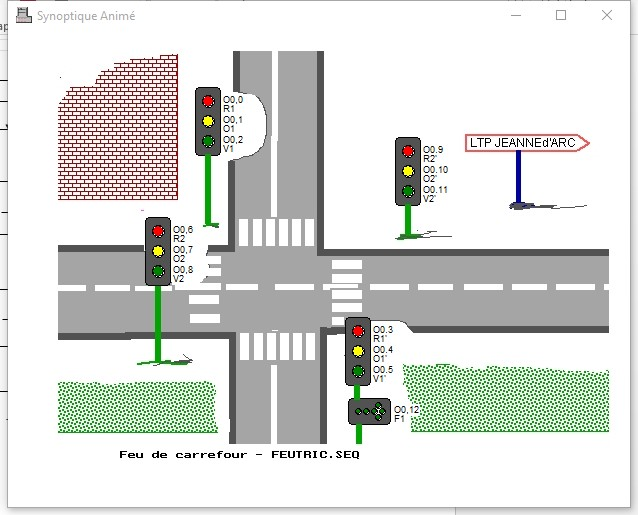 Synoptique Animé
O0,0
R1
O0,1
O1
O0,2
V1
O0.9
R2'
O0.10
O2'
O0.11
V2'
LTP JEANNEd'ARC
O0,6
R2
O0,7
O2
O0,8
V2
O0.3
R1'
O0.4
O1'
O0.5
V1'
O0,12
F1
Feu de carrefour - FEUTRIC.SEQ